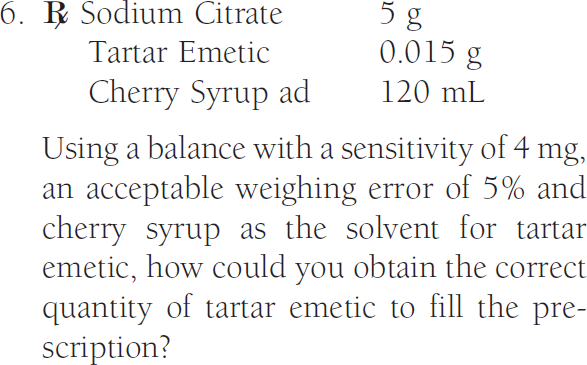 6. ℞ Sodium Citrate 5 g
Tartar Emetic 0.015 g
Cherry Syrup ad 120 mL
Using a balance with a sensitivity of 4 mg,
an acceptable weighing error of 5% and
cherry syrup as the solvent for tartar
emetic, how could you obtain the correct
quantity of tartar emetic to fill the pre-
scription?